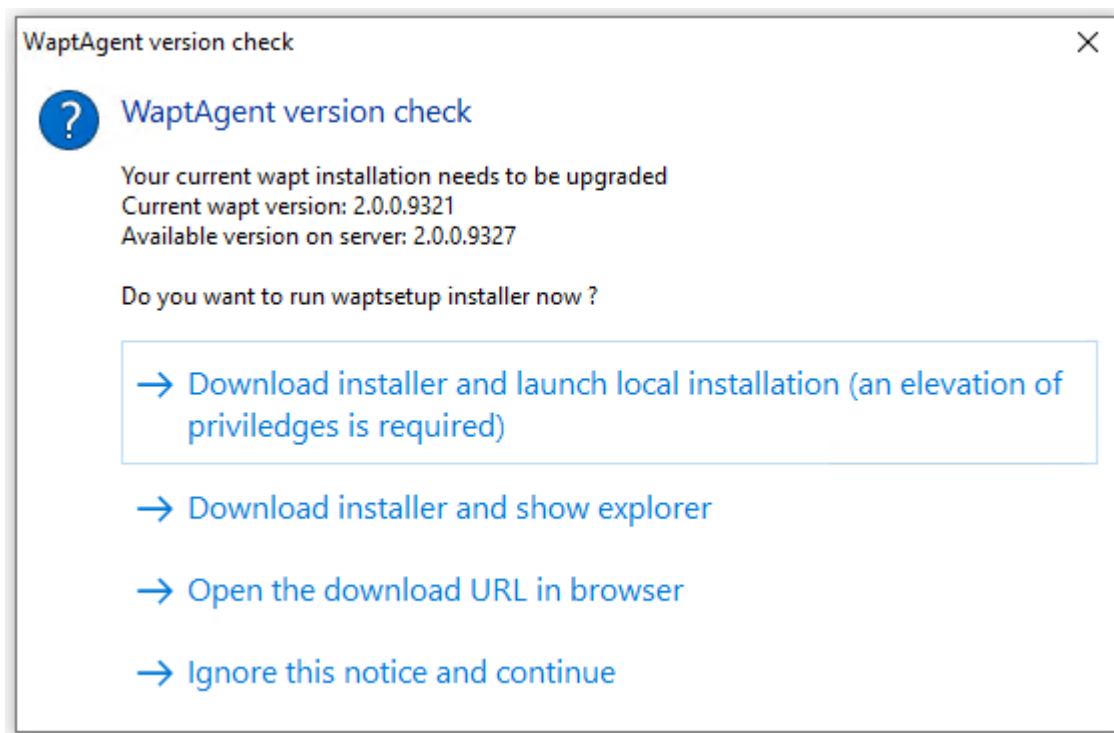 WaptAgent version check
WaptAgent version check
Your current wapt installation needs to be upgraded
Current wapt version: 2.0.0.9321
Available version on server: 2.0.0.9327
Do you want to run waptsetup installer now ?
Download installer and launch local installation (an elevation of
priviledges is required)
Download installer and show explorer
Open the download URL in browser
Ignore this notice and continue